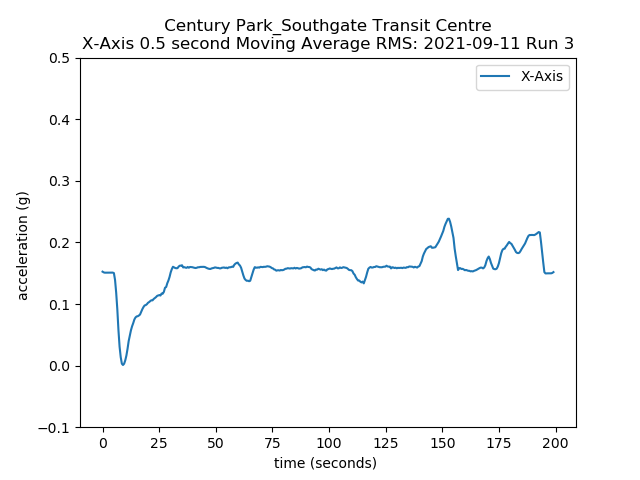 Century Park_Southgate Transit Centre
X-Axis 0.5 second Moving Average RMS: 2021-09-11 Run 3
X-Axis
0.5
0.4
0.3
0.2
0.1
0.0
−0.1
acceleration (g)
0 25 50 75 100 125 150 175 200
time (seconds)